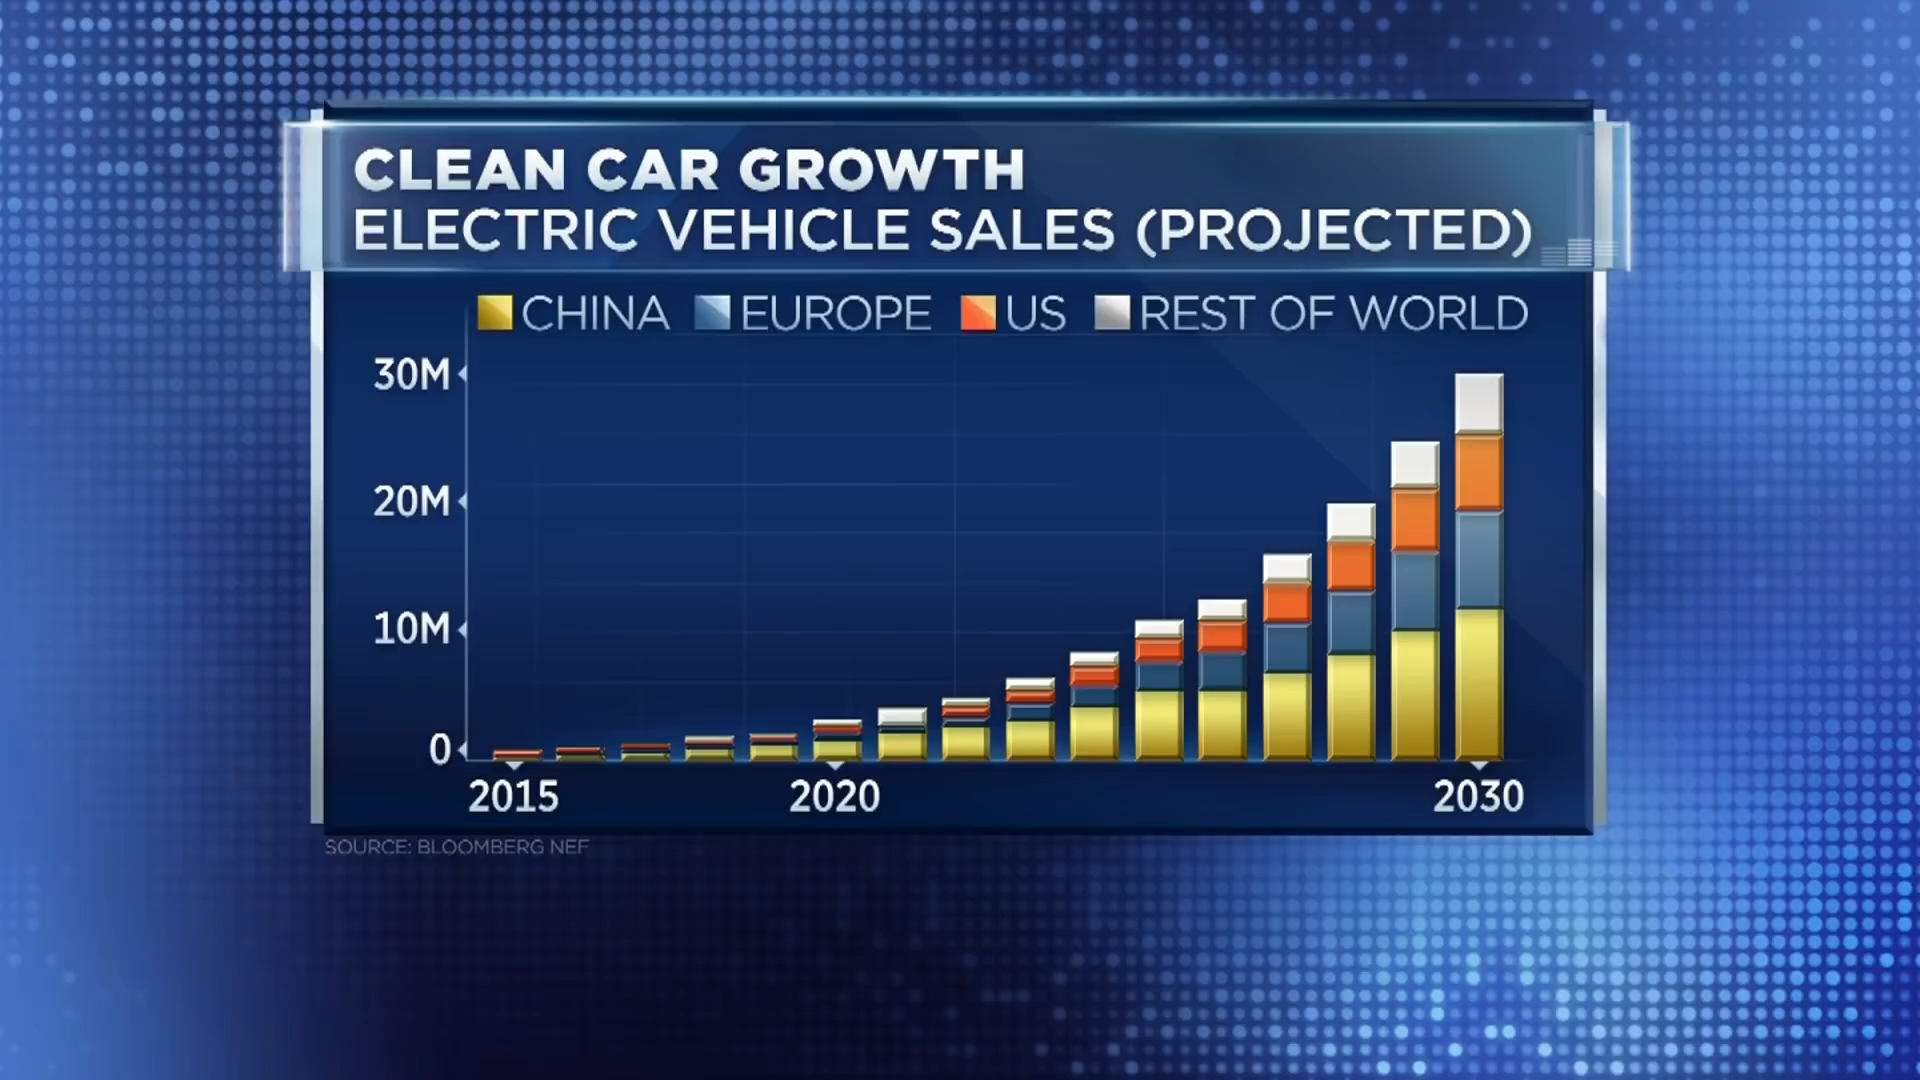 CLEAN CAR GROWTH
ELECTRIC VEHICLE SALES (PROJECTED)
CHINA EUROPE US REST OF WORLD
30M
20M
10M
0
2015 2020 2030
SOURCE: BLOOMBERG NEF